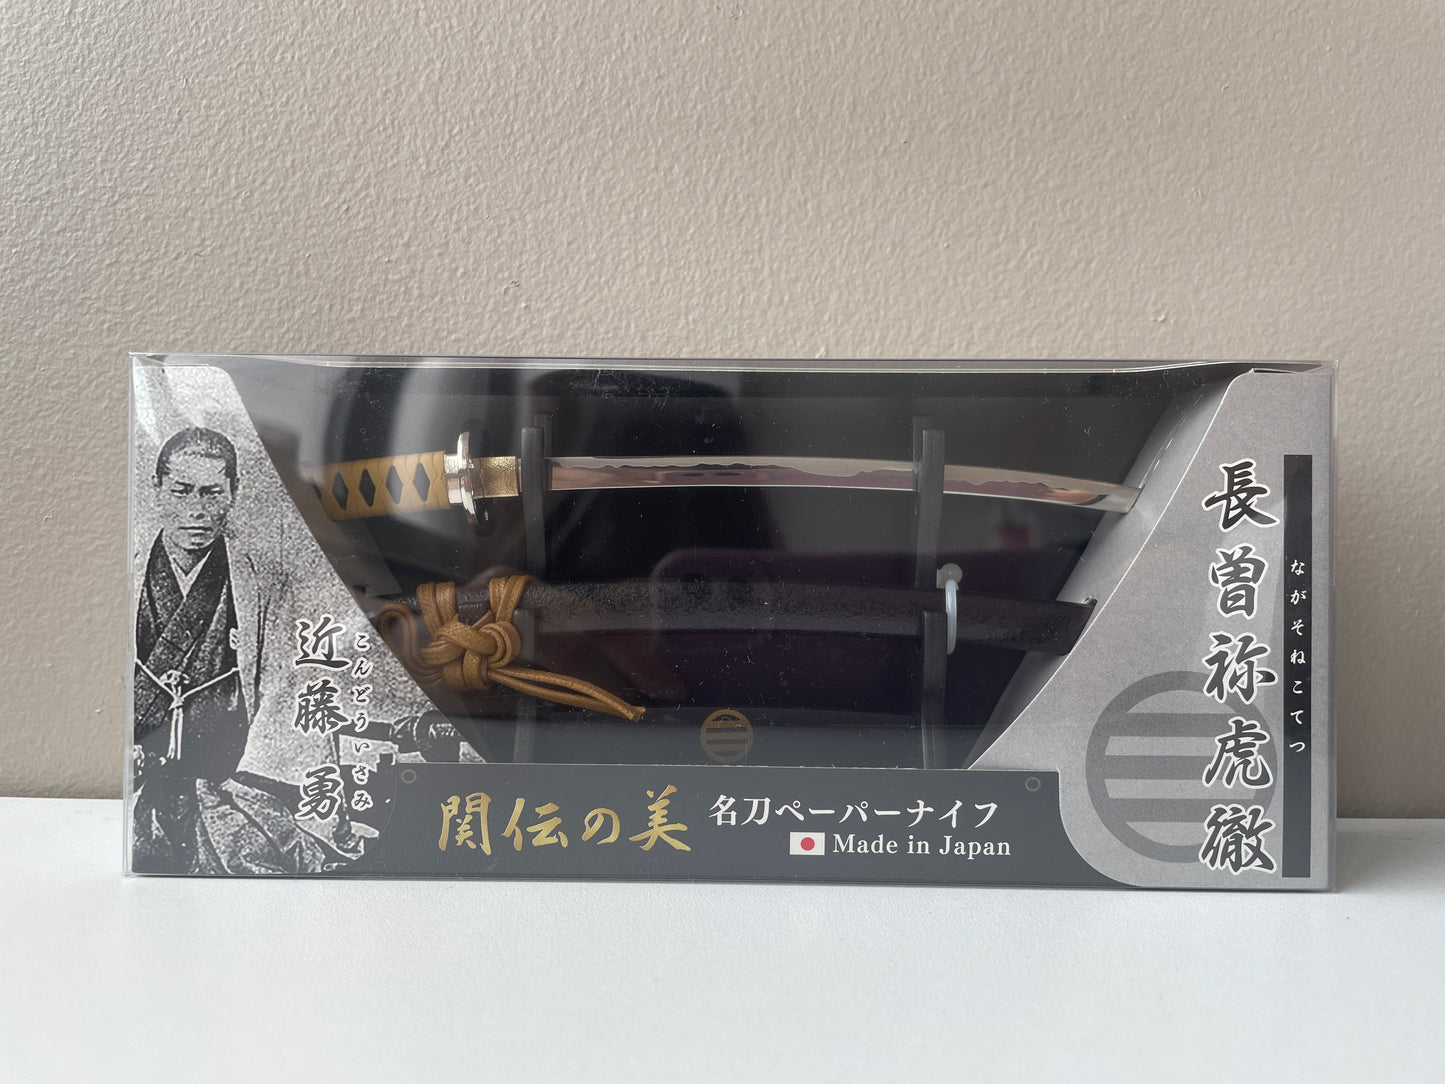 近藤勇
こんどういさみ
関伝の美
名刀ペーパーナイフ
Made in Japan
長曽祢虎徹
ながそねこてつ